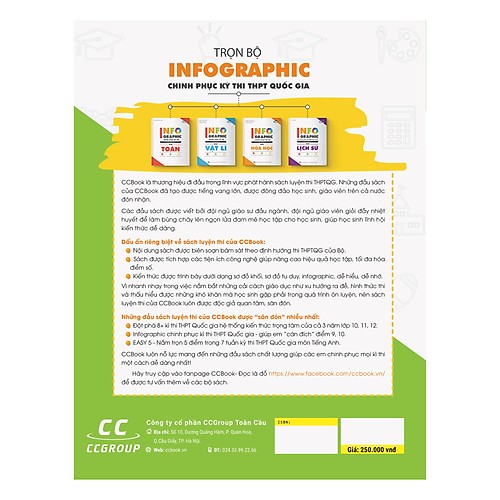 TRỌN BỘ
INFOGRAPHIC
CHINH PHỤC KỲ THI THPT QUỐC GIA
INFO GRAPHIC TOÁN
INFO GRAPHIC VẬT LÍ
INFO GRAPHIC HOÁ HỌC
INFO GRAPHIC LỊCH SỬ
CCBook là thương hiệu đi đầu trong lĩnh vực phát hành sách luyện thi THPTQG. Những đầu sách
của CCBook đã tạo được tiếng vang lớn, được đông đảo học sinh, giáo viên trên cả nước
đón nhận.
Các đầu sách được viết bởi đội ngũ giáo sư đầu ngành, đội ngũ giáo viên giỏi đầy nhiệt
huyết để làm bùng cháy lên ngọn lửa đam mê học tập cho học sinh, giúp học sinh lĩnh hội
kiến thức dễ dàng.
Dấu ấn riêng biệt về sách luyện thi của CCBook:
• Nội dung sách được biên soạn bám sát theo định hướng thi THPTQG của Bộ.
• Sách được tích hợp các tiện ích công nghệ giúp nâng cao hiệu quả học tập, tối đa hóa
điểm số.
• Kiến thức được trình bày dưới dạng sơ đồ khối, sơ đồ tư duy, infographic, dễ hiểu, dễ nhớ.
Vì nhanh nhạy trong việc nắm bắt những cải cách giáo dục như xu hướng ra đề, hình thức thi
và thấu hiểu được những khó khăn mà học sinh gặp phải trong quá trình ôn luyện, nên sách
luyện thi của CCBook luôn được độc giả quan tâm, săn đón.
Những đầu sách luyện thi của CCBook được "săn đón" nhiều nhất:
• Đột phá 8+ kì thi THPT Quốc gia hệ thống kiến thức trọng tâm của cả 3 năm lớp 10, 11, 12.
• Infographic chinh phục kì thi THPT Quốc gia - giúp em "cán đích" điểm 9, 10.
• EASY 5 - Nắm trọn 5 điểm trong 7 tuần kỳ thi THPT Quốc gia môn Tiếng Anh.
CCBook luôn nỗ lực mang đến những đầu sách chất lượng giúp các em chinh phục mọi kì thi
một cách dễ dàng nhất!
Hãy truy cập vào fanpage CCBook- Đọc là đỗ https://www.facebook.com/ccbook.vn/
để được tư vấn thêm về các bộ sách.
CC
CCGROUP
Công ty cổ phần CCGroup Toàn Cầu
Địa chỉ: Số 10, Dương Quảng Hàm, P. Quan Hoa,
Q.Cầu Giấy, TP. Hà Nội
Web: ccbook.vn
ĐT: 024.33.99.22.66
ISBN:
Giá: 250.000 vnđ